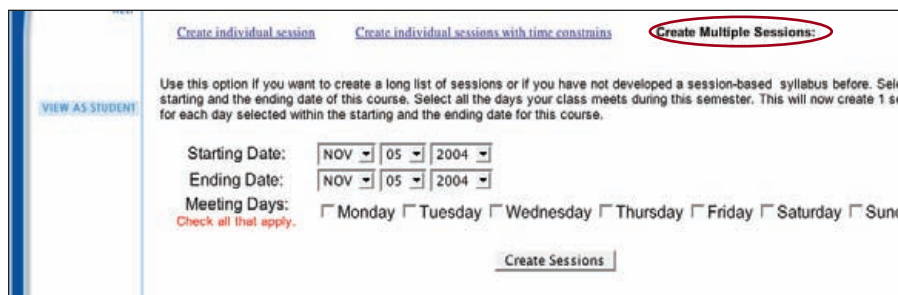 HELP
Create individual session Create individual sessions with time constrains Create Multiple Sessions:
Use this option if you want to create a long list of sessions or if you have not developed a session-based syllabus before.
starting and the ending date of this course. Select all the days your class meets during this semester. This will now create 1
for each day selected within the starting and the ending date for this course.
VIEW AS STUDENT
Starting Date: NOV 05 2004
Ending Date: NOV 05 2004
Meeting Days: Monday Tuesday Wednesday Thursday Friday Saturday
Check all that apply.
Create Sessions